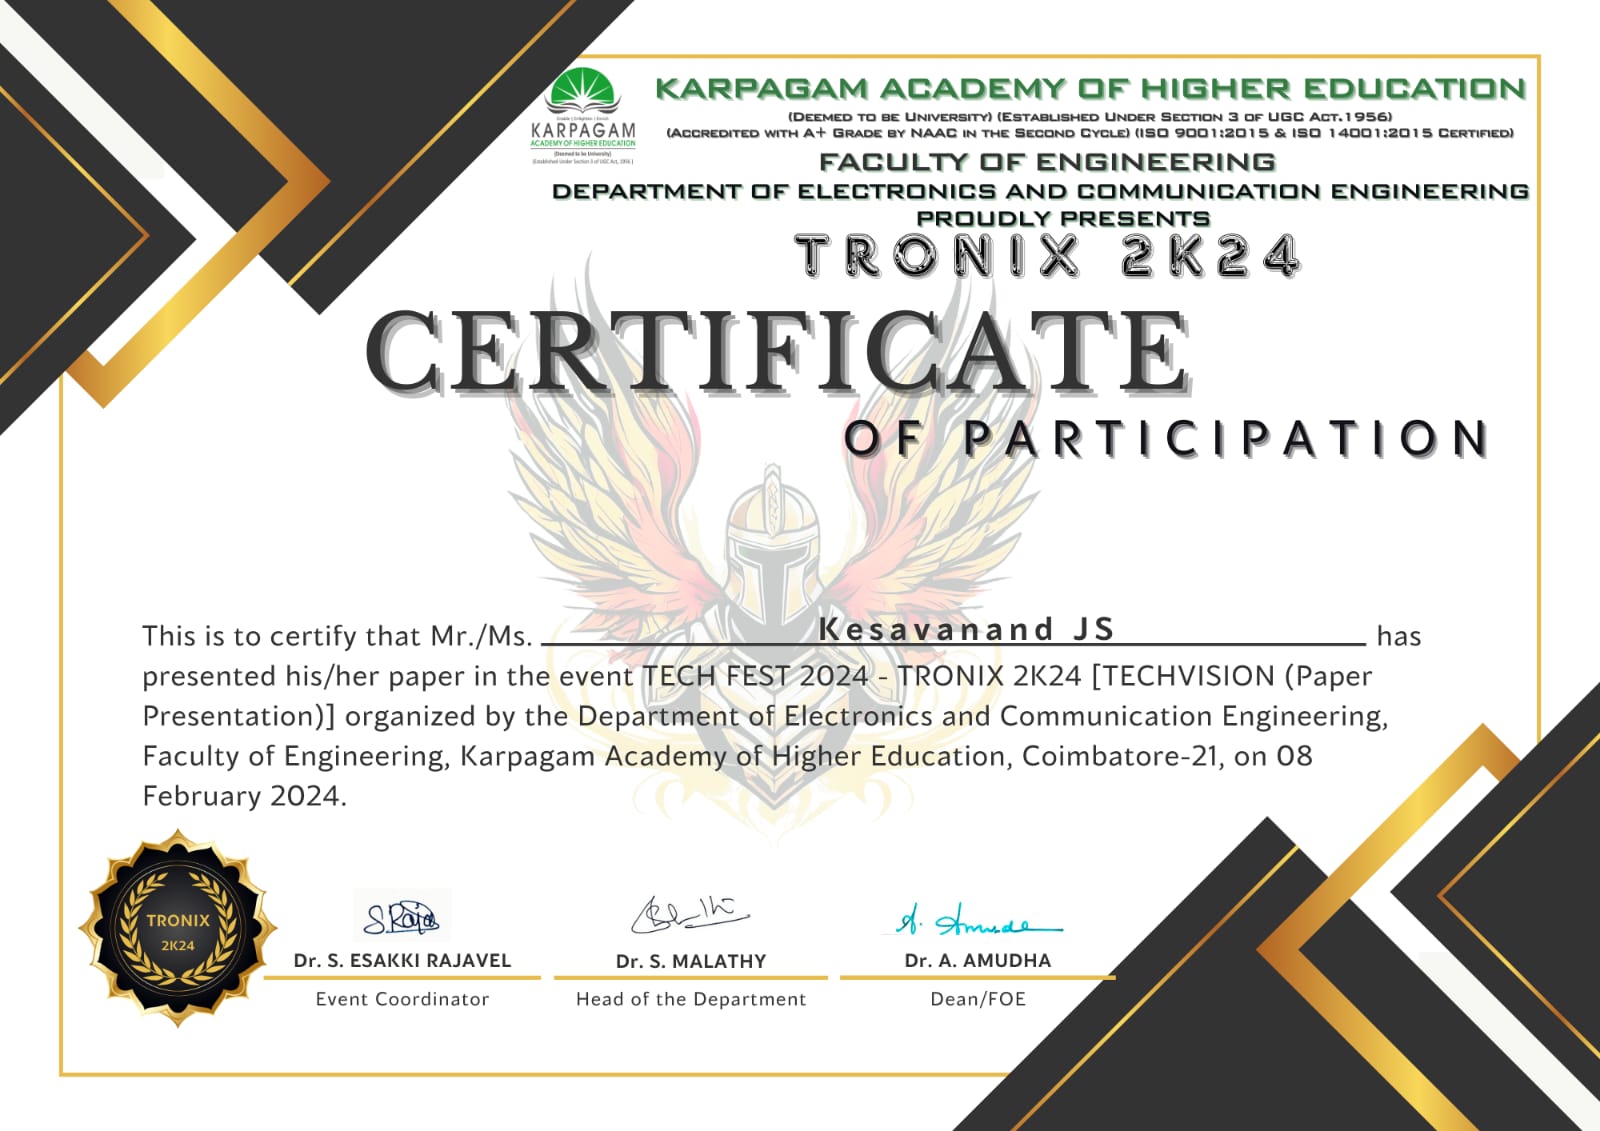 KARPAGAM ACADEMY OF HIGHER EDUCATION
(Deemed to be University) (Established Under Section 3 of UGC Act.1956)
(Accredited with A+ Grade by NAAC in the Second Cycle) (ISO 9001:2015 & ISO 14001:2015 Certified)
Enable | Enlighten | Enrich
KARPAGAM
ACADEMY OF HIGHER EDUCATION
(Deemed to be University)
(Established Under Section 3 of UGC Act, 1956 )
FACULTY OF ENGINEERING
DEPARTMENT OF ELECTRONICS AND COMMUNICATION ENGINEERING
PROUDLY PRESENTS
TRONIX 2K24
CERTIFICATE
OF PARTICIPATION
This is to certify that Mr./Ms. Kesavanand JS has
presented his/her paper in the event TECH FEST 2024 - TRONIX 2K24 [TECHVISION (Paper
Presentation)] organized by the Department of Electronics and Communication Engineering,
Faculty of Engineering, Karpagam Academy of Higher Education, Coimbatore-21, on 08
February 2024.
TRONIX
2K24
S.Raja
A. Amudha
Dr. S. ESAKKI RAJAVEL
Dr. S. MALATHY
Dr. A. AMUDHA
Event Coordinator
Head of the Department
Dean/FOE